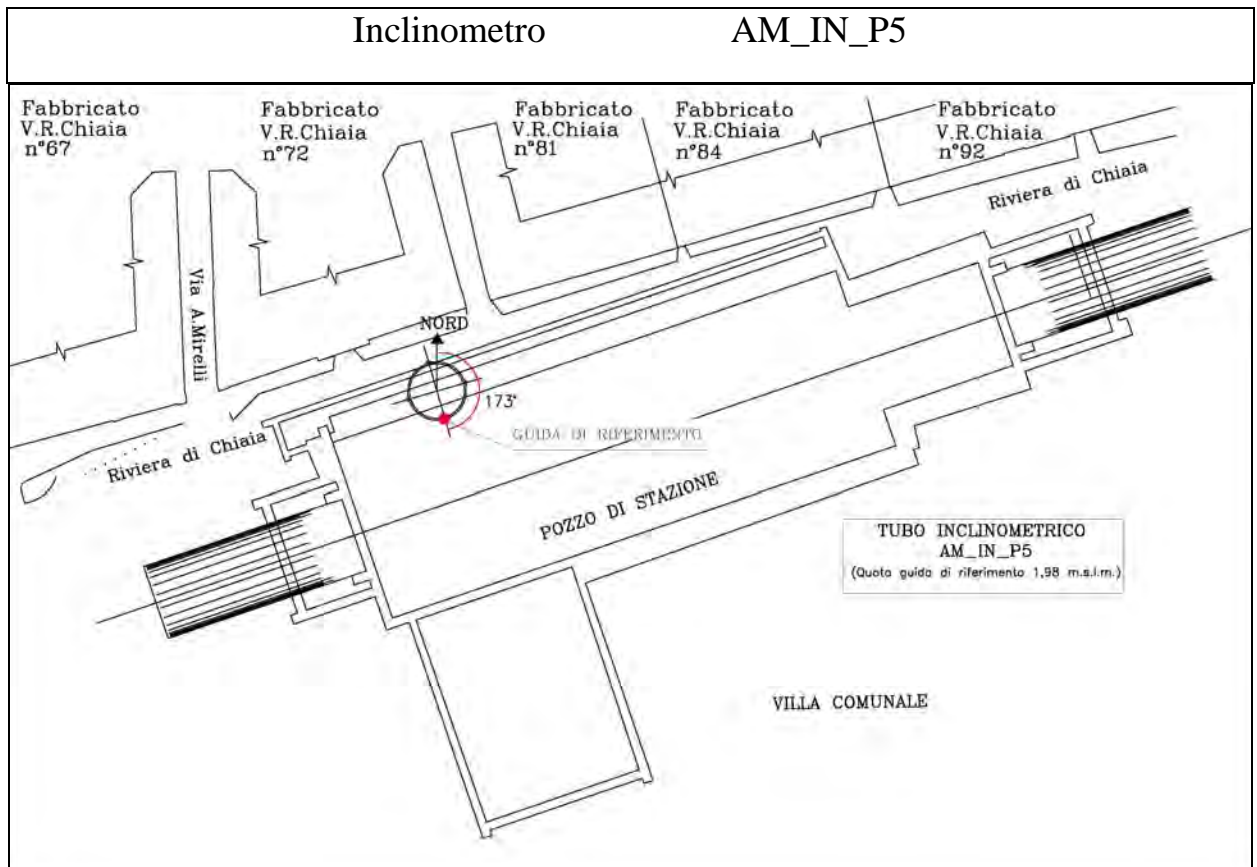 Inclinometro AM_IN_P5
Fabbricato
V.R.Chiaia
n°67
Fabbricato
V.R.Chiaia
n°72
Fabbricato
V.R.Chiaia
n°81
Fabbricato
V.R.Chiaia
n°84
Fabbricato
V.R.Chiaia
n°92
Riviera di Chiaia
Via A.Mirelli
NORD
173°
GUIDA DI RIFERIMENTO
Riviera di Chiaia
POZZO DI STAZIONE
TUBO INCLINOMETRICO
AM_IN_P5
(Quota guida di riferimento 1,98 m.s.l.m.)
VILLA COMUNALE